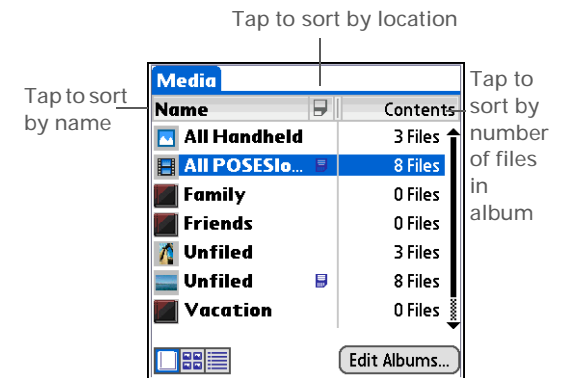 Tap to sort by location
Tap to sort
by name
Tap to
sort by
number
of files
in
album
Media
Name Contents
All Handheld 3 Files
All POSESlo... 8 Files
Family 0 Files
Friends 0 Files
Unfiled 3 Files
Unfiled 8 Files
Vacation 0 Files
Edit Albums...